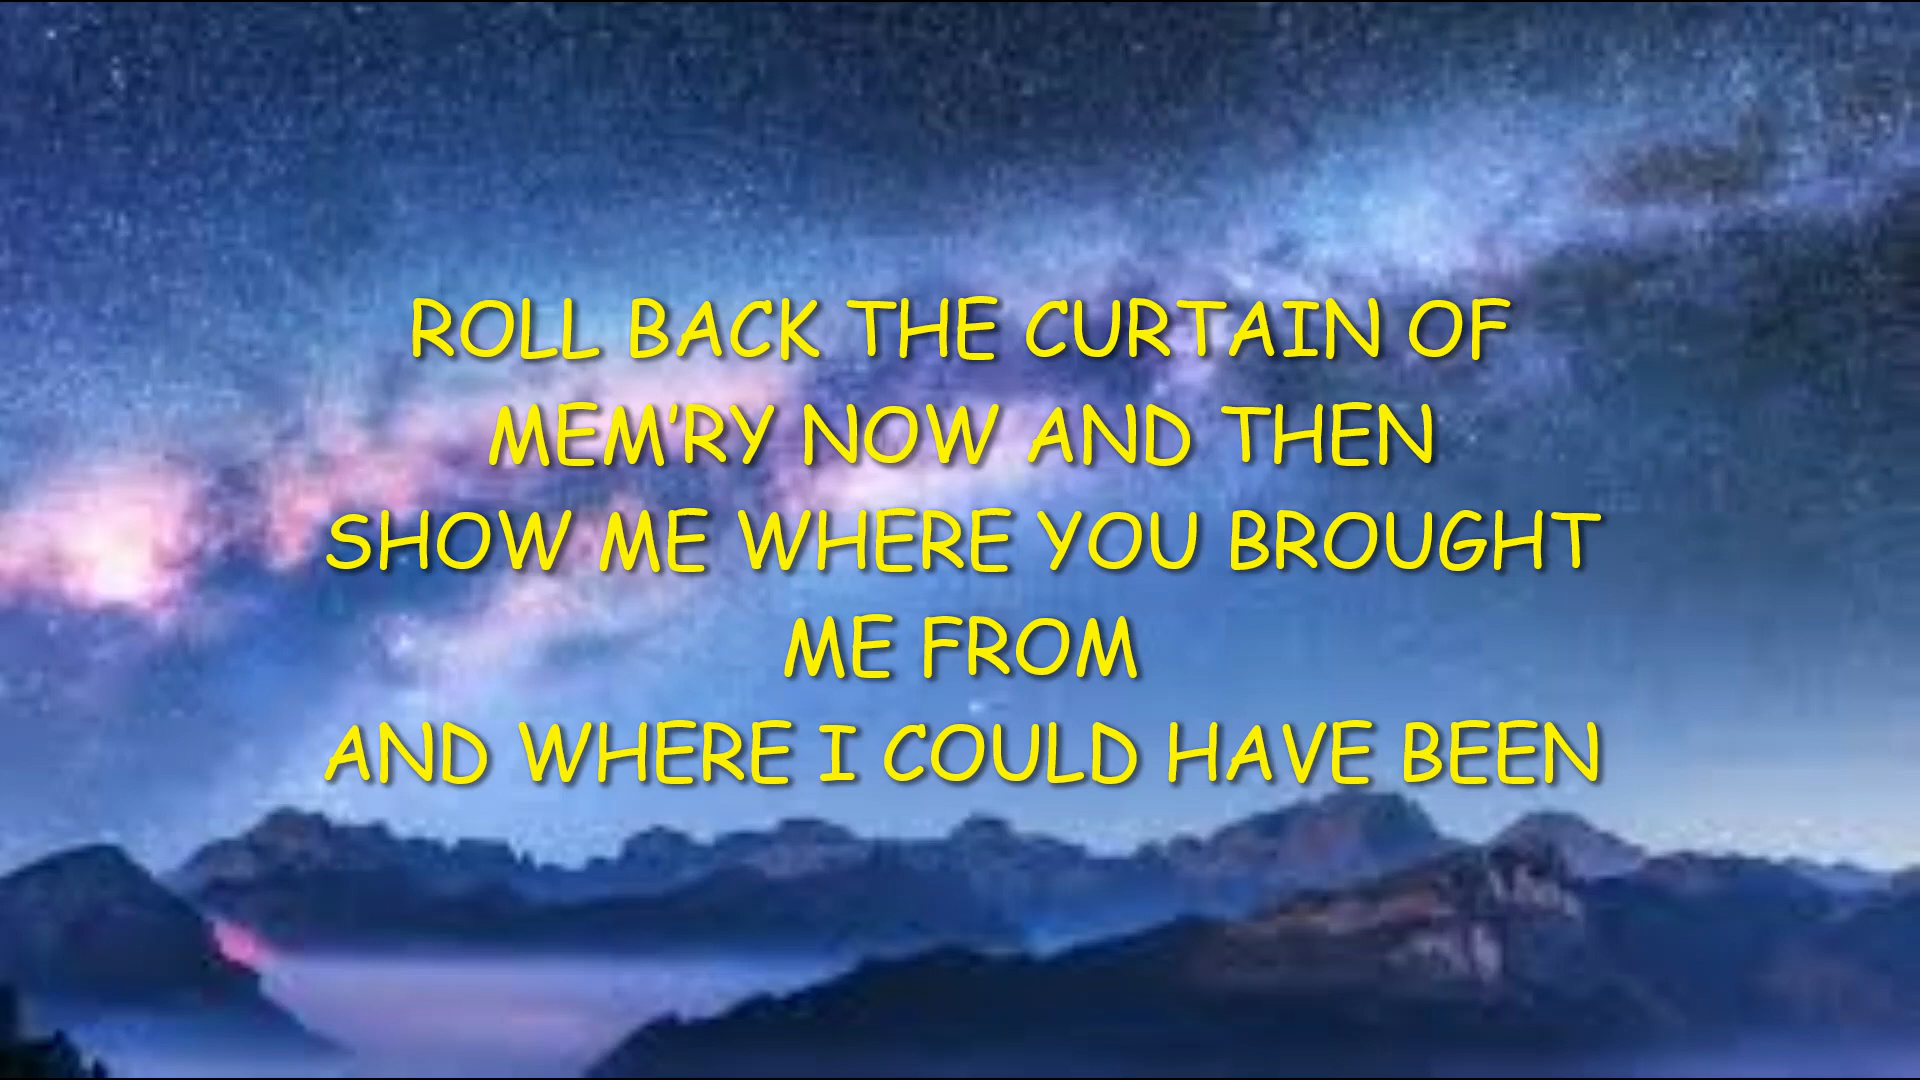 ROLL BACK THE CURTAIN OF
MEM'RY NOW AND THEN
SHOW ME WHERE YOU BROUGHT
ME FROM
AND WHERE I COULD HAVE BEEN